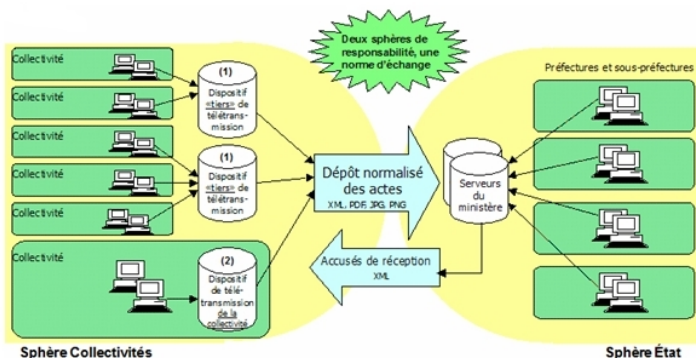 Deux sphères de
responsabilité, une
norme d'échange
Collectivité
Collectivité
Collectivité
Collectivité
Collectivité
Collectivité
(1)
Dispositif
«tiers» de
télétrans-
mission
(1)
Dispositif
«tiers» de
télétrans-
mission
(2)
Dispositif
de télé-
transmission
de la
collectivité
Dépôt normalisé
des actes
XML, PDF, JPG, PNG
Accusés de réception
XML
Serveurs
du
ministère
Préfectures et sous-préfectures
Sphère Collectivités
Sphère État